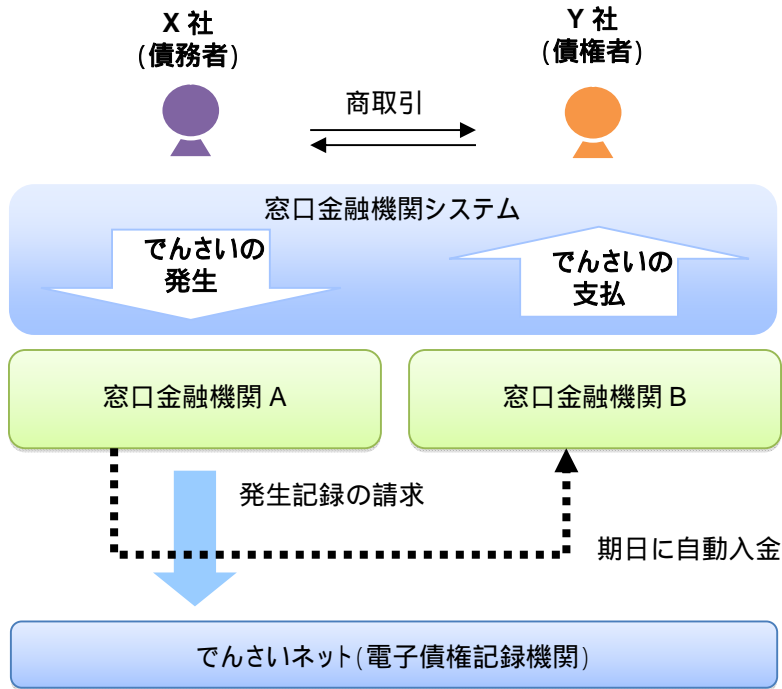 X 社
(債務者)
Y 社
(債権者)
商取引
窓口金融機関システム
でんさいの
発生
でんさいの
支払
窓口金融機関 A
窓口金融機関 B
発生記録の請求
期日に自動入金
でんさいネット(電子債権記録機関)